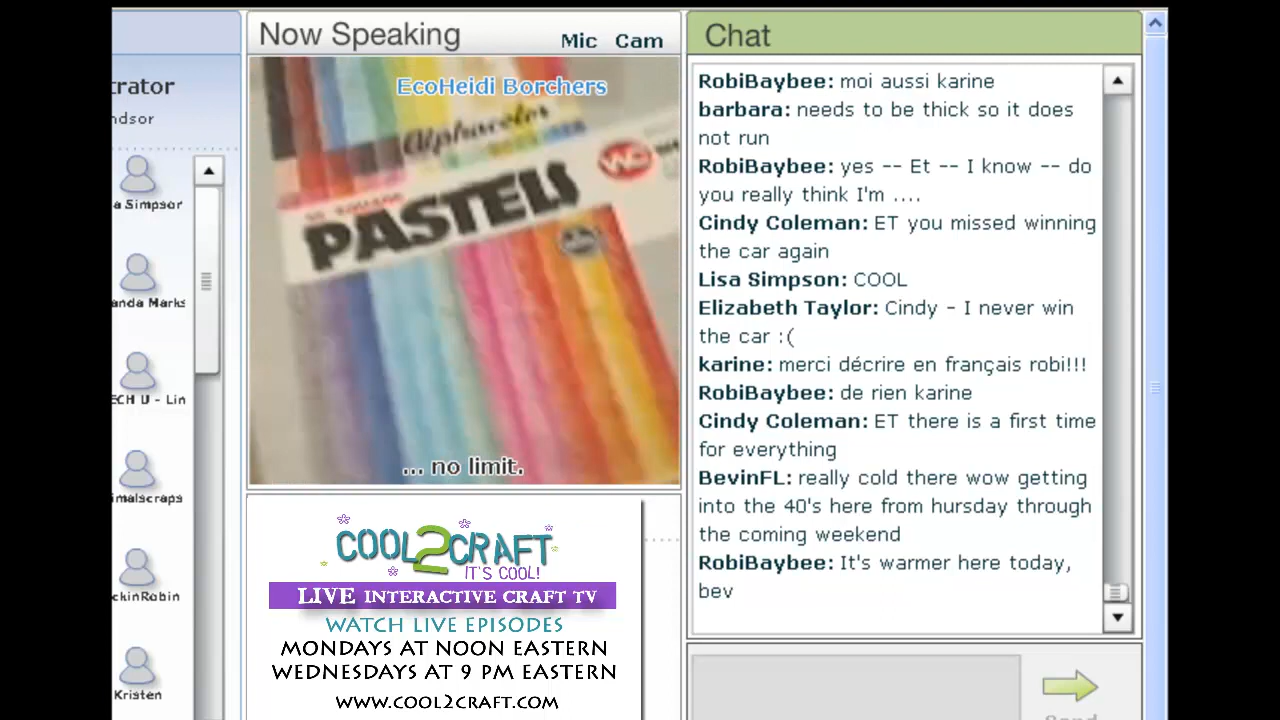 Now Speaking
Mic Cam
Chat
EcoHeidi Borchers
Alphacolor
PASTELS
... no limit.
COOL2CRAFT
IT'S COOL!
LIVE INTERACTIVE CRAFT TV
WATCH LIVE EPISODES
MONDAYS AT NOON EASTERN
WEDNESDAYS AT 9 PM EASTERN
WWW.COOL2CRAFT.COM
trator
ndsor
a Simpsor
anda Marks
ECH U - Lin
imalscraps
ckinRobin
Kristen
RobiBaybee: moi aussi karine
barbara: needs to be thick so it does
not run
RobiBaybee: yes -- Et -- I know -- do
you really think I'm ....
Cindy Coleman: ET you missed winning
the car again
Lisa Simpson: COOL
Elizabeth Taylor: Cindy - I never win
the car :(
karine: merci décrire en français robi!!!
RobiBaybee: de rien karine
Cindy Coleman: ET there is a first time
for everything
BevinFL: really cold there wow getting
into the 40's here from hursday through
the coming weekend
RobiBaybee: It's warmer here today,
bev
Send